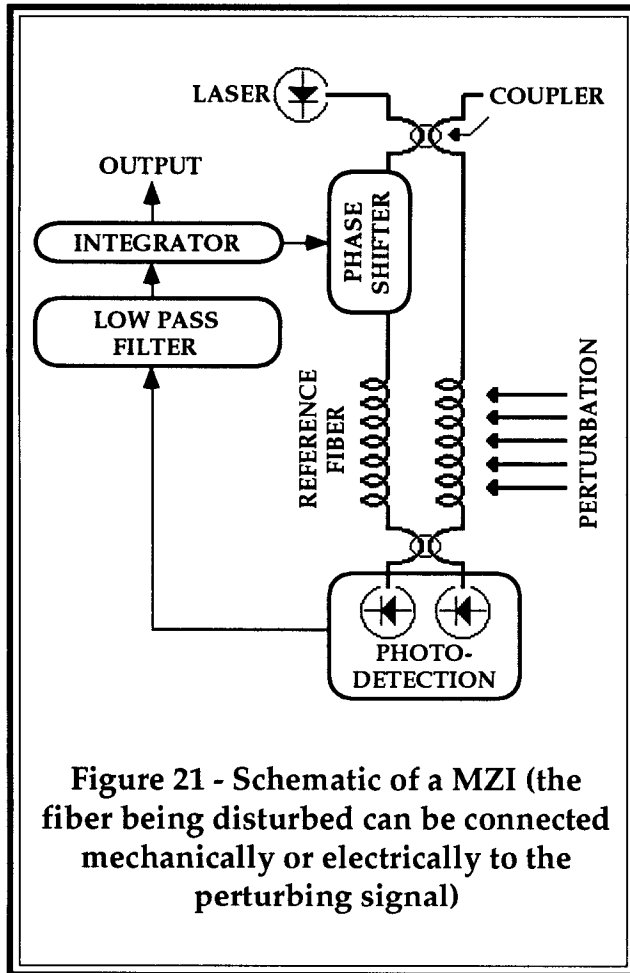 LASER
COUPLER
OUTPUT
INTEGRATOR
PHASE
SHIFTER
LOW PASS
FILTER
REFERENCE
FIBER
PERTURBATION
PHOTO-
DETECTION
Figure 21 - Schematic of a MZI (the
fiber being disturbed can be connected
mechanically or electrically to the
perturbing signal)